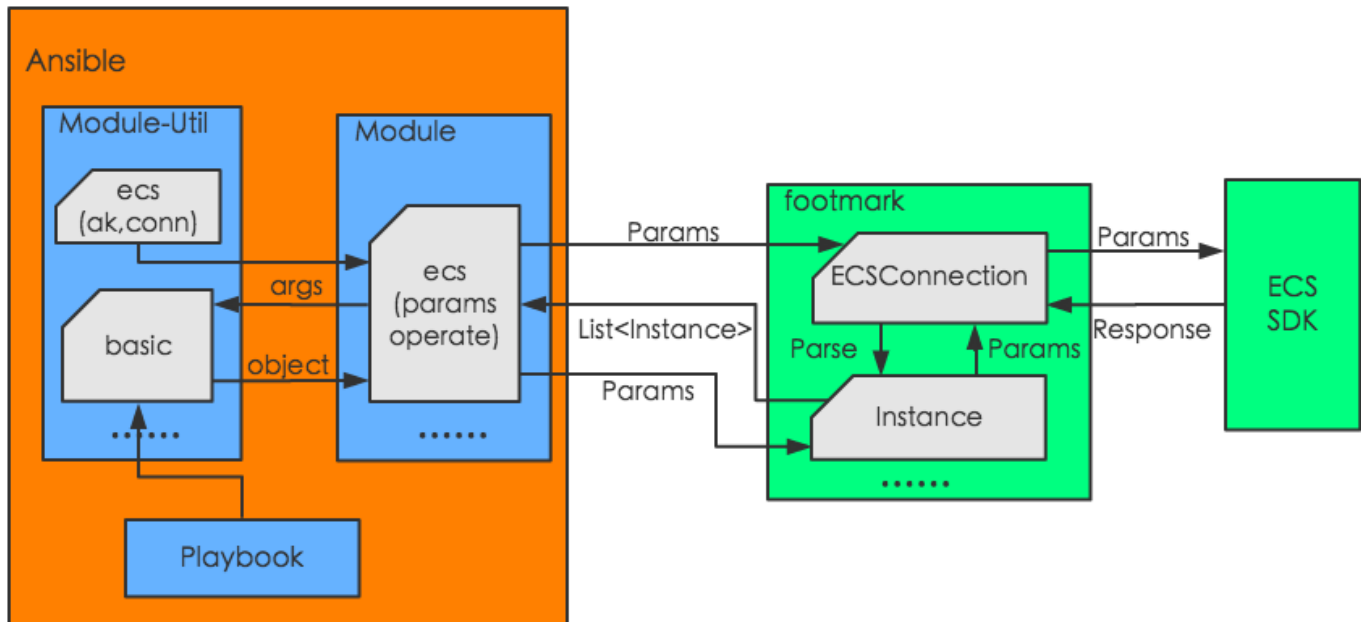 Ansible
Module-Util
Module
ecs
(ak,conn)
args
basic
object
......
ecs
(params
operate)
......
Playbook
Params
List<Instance>
Params
footmark
ECSConnection
Parse
Params
Instance
......
Params
Response
ECS
SDK